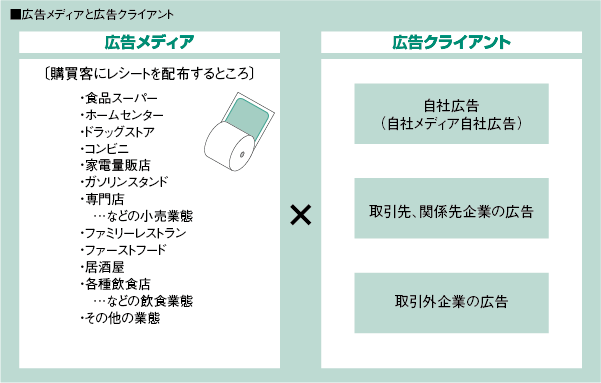 ■広告メディアと広告クライアント
広告メディア
〔購買客にレシートを配布するところ〕
・食品スーパー
・ホームセンター
・ドラッグストア
・コンビニ
・家電量販店
・ガソリンスタンド
・専門店
…などの小売業態
・ファミリーレストラン
・ファーストフード
・居酒屋
・各種飲食店
…などの飲食業態
・その他の業態
×
広告クライアント
自社広告
（自社メディア自社広告）
取引先、関係先企業の広告
取引外企業の広告